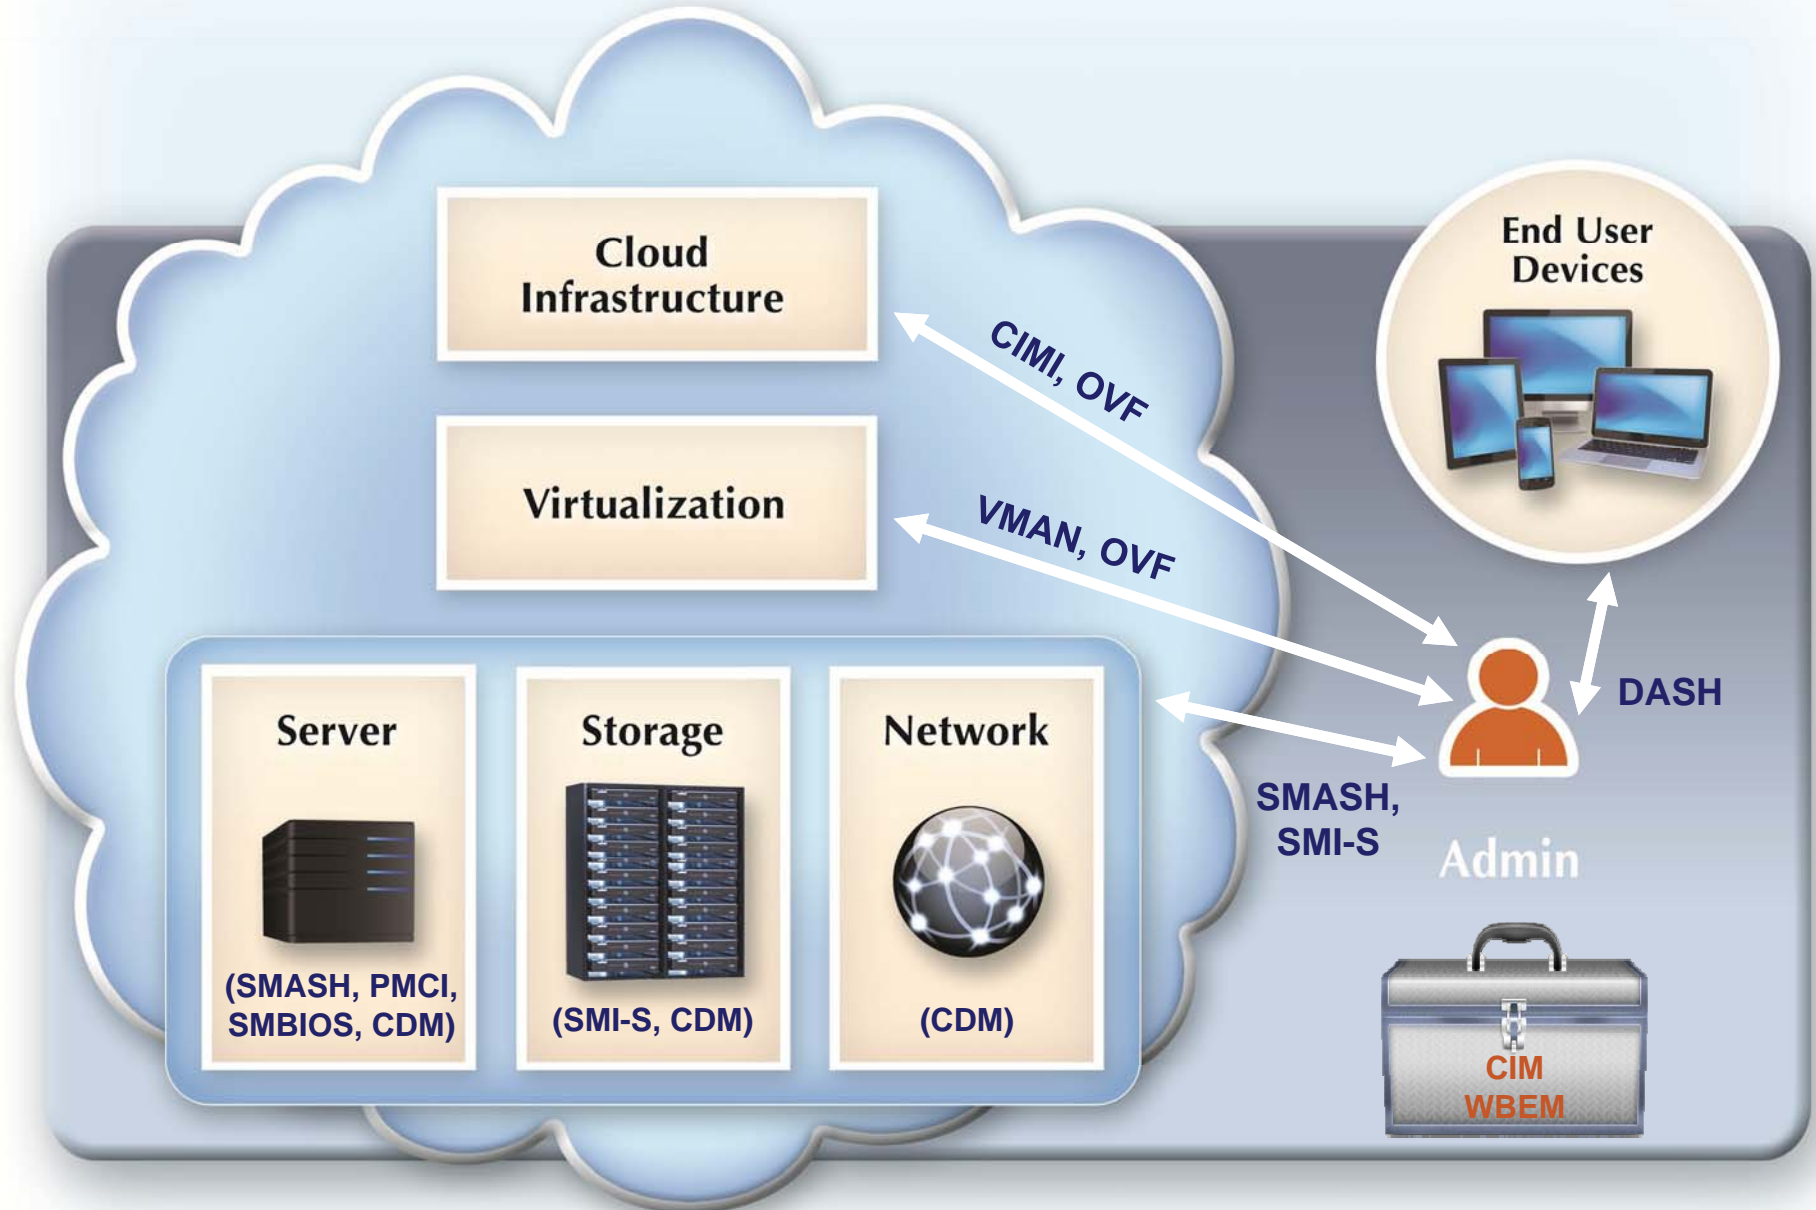 Cloud
Infrastructure
Virtualization
Server
(SMASH, PMCI,
SMBIOS, CDM)
Storage
(SMI-S, CDM)
Network
(CDM)
CIMI, OVF
VMAN, OVF
SMASH,
SMI-S
End User
Devices
DASH
Admin
CIM
WBEM